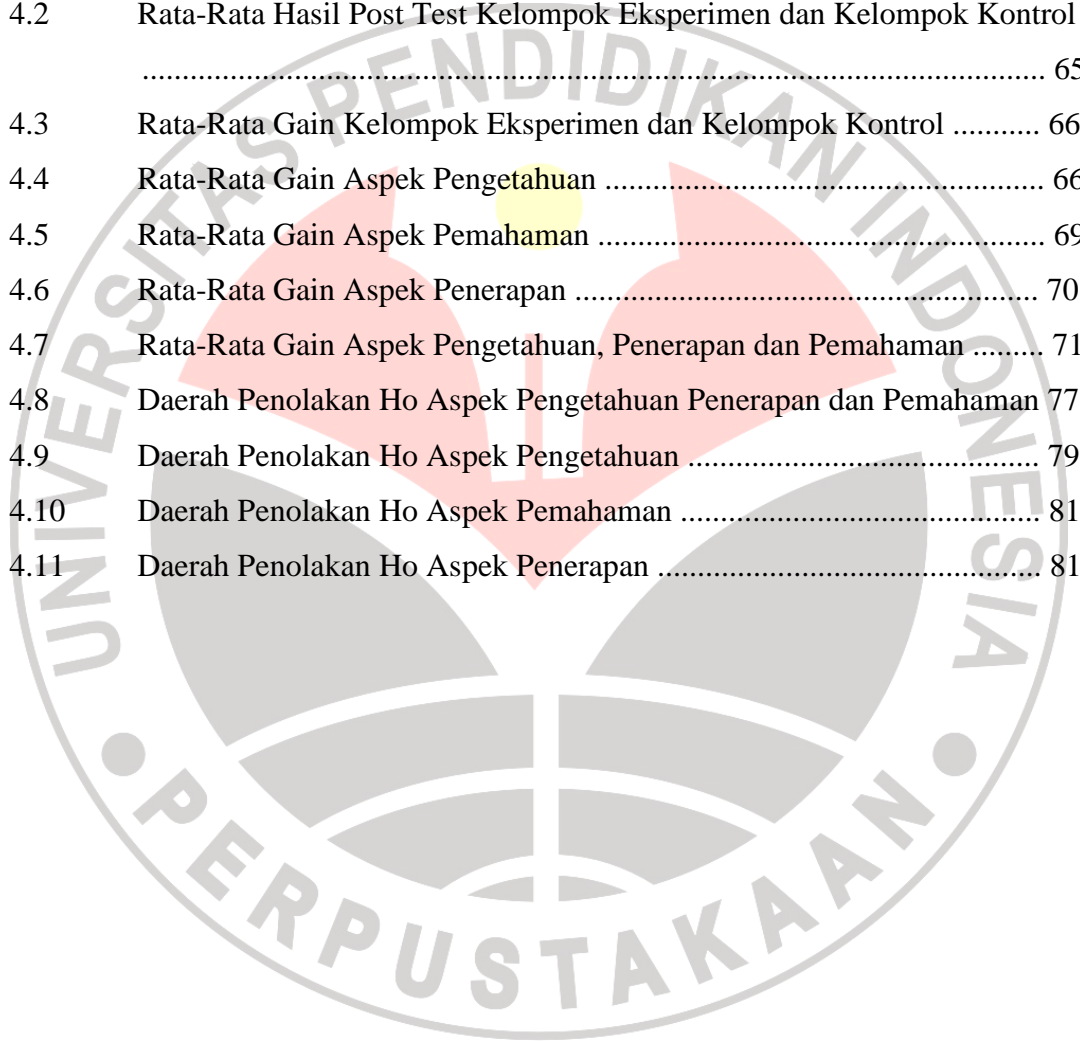 4.2 Rata-Rata Hasil Post Test Kelompok Eksperimen dan Kelompok Kontrol
........................................................................................................ 65
4.3 Rata-Rata Gain Kelompok Eksperimen dan Kelompok Kontrol ........... 66
4.4 Rata-Rata Gain Aspek Pengetahuan .................................................. 66
4.5 Rata-Rata Gain Aspek Pemahaman ................................................... 69
4.6 Rata-Rata Gain Aspek Penerapan ..................................................... 70
4.7 Rata-Rata Gain Aspek Pengetahuan, Penerapan dan Pemahaman ......... 71
4.8 Daerah Penolakan Ho Aspek Pengetahuan Penerapan dan Pemahaman 77
4.9 Daerah Penolakan Ho Aspek Pengetahuan ........................................ 79
4.10 Daerah Penolakan Ho Aspek Pemahaman ......................................... 81
4.11 Daerah Penolakan Ho Aspek Penerapan ............................................ 81
UNIVERSITAS PENDIDIKAN INDONESIA
PERPUSTAKAAN